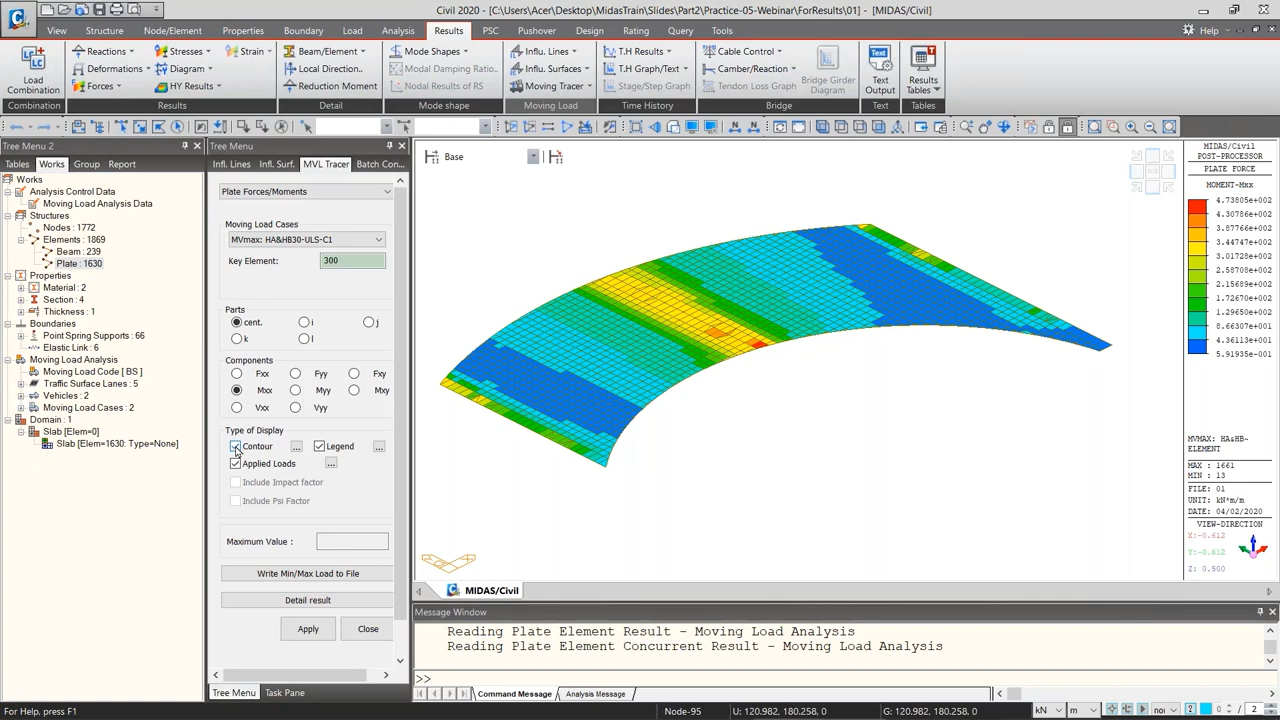 Civil 2020 - [C:\Users\Acer\Desktop\MidasTrain\Slides\Part2\Practice-05-Webinar\ForResults\01] - [MIDAS/Civil]
View Structure Node/Element Properties Boundary Load Analysis Results PSC Pushover Design Rating Query Tools Help
Load Combination
Reactions
Deformations
Forces
Stresses
Diagram
HY Results
Strain
Beam/Element
Local Direction..
Reduction Moment
Mode Shapes
Modal Damping Ratio..
Nodal Results of RS
Influ. Lines
Influ. Surfaces
Moving Tracer
T.H Results
T.H Graph/Text
Stage/Step Graph
Cable Control
Camber/Reaction
Tendon Loss Graph
Bridge Girder Diagram
Text Output
Results Tables
Combination Results Detail Mode shape Moving Load Time History Bridge Text Tables
Tree Menu 2
Tables Works Group Report
Works
Analysis Control Data
Moving Load Analysis Data
Structures
Nodes : 1772
Elements : 1869
Beam : 239
Plate : 1630
Properties
Material : 2
Section : 4
Thickness : 1
Boundaries
Point Spring Supports : 66
Elastic Link : 6
Moving Load Analysis
Moving Load Code [ BS ]
Traffic Surface Lanes : 5
Vehicles : 2
Moving Load Cases : 2
Domain : 1
Slab [Elem=0]
Slab [Elem=1630: Type=None]
Tree Menu
Infl. Lines Infl. Surf. MVL Tracer Batch Con...
Plate Forces/Moments
Moving Load Cases
MVmax: HA&HB30-ULS-C1
Key Element: 300
Parts
cent. i j
k l
Components
Fxx Fyy Fxy
Mxx Myy Mxy
Vxx Vyy
Type of Display
Contour ... Legend ...
Applied Loads ...
Include Impact factor
Include Psi Factor
Maximum Value :
Write Min/Max Load to File
Detail result
Apply Close
Tree Menu Task Pane
Base
TOP
MIDAS/Civil
POST-PROCESSOR
PLATE FORCE
MOMENT-Mxx
4.73805e+002
4.30786e+002
3.87766e+002
3.44747e+002
3.01728e+002
2.58708e+002
2.15689e+002
1.72670e+002
1.29650e+002
8.66307e+001
4.36113e+001
5.91935e-001
MVMAX: HA&HB-
ELEMENT
MAX : 1661
MIN : 13
FILE: 01
UNIT: kN*m/m
DATE: 04/02/2020
VIEW-DIRECTION
X:-0.612
Y:-0.612
Z: 0.500
MIDAS/Civil
Message Window
Reading Plate Element Result - Moving Load Analysis
Reading Plate Element Concurrent Result - Moving Load Analysis
>>
Command Message Analysis Message
For Help, press F1
Node-95
U: 120.982, 180.258, 0
G: 120.982, 180.258, 0
kN m non 0 / 2